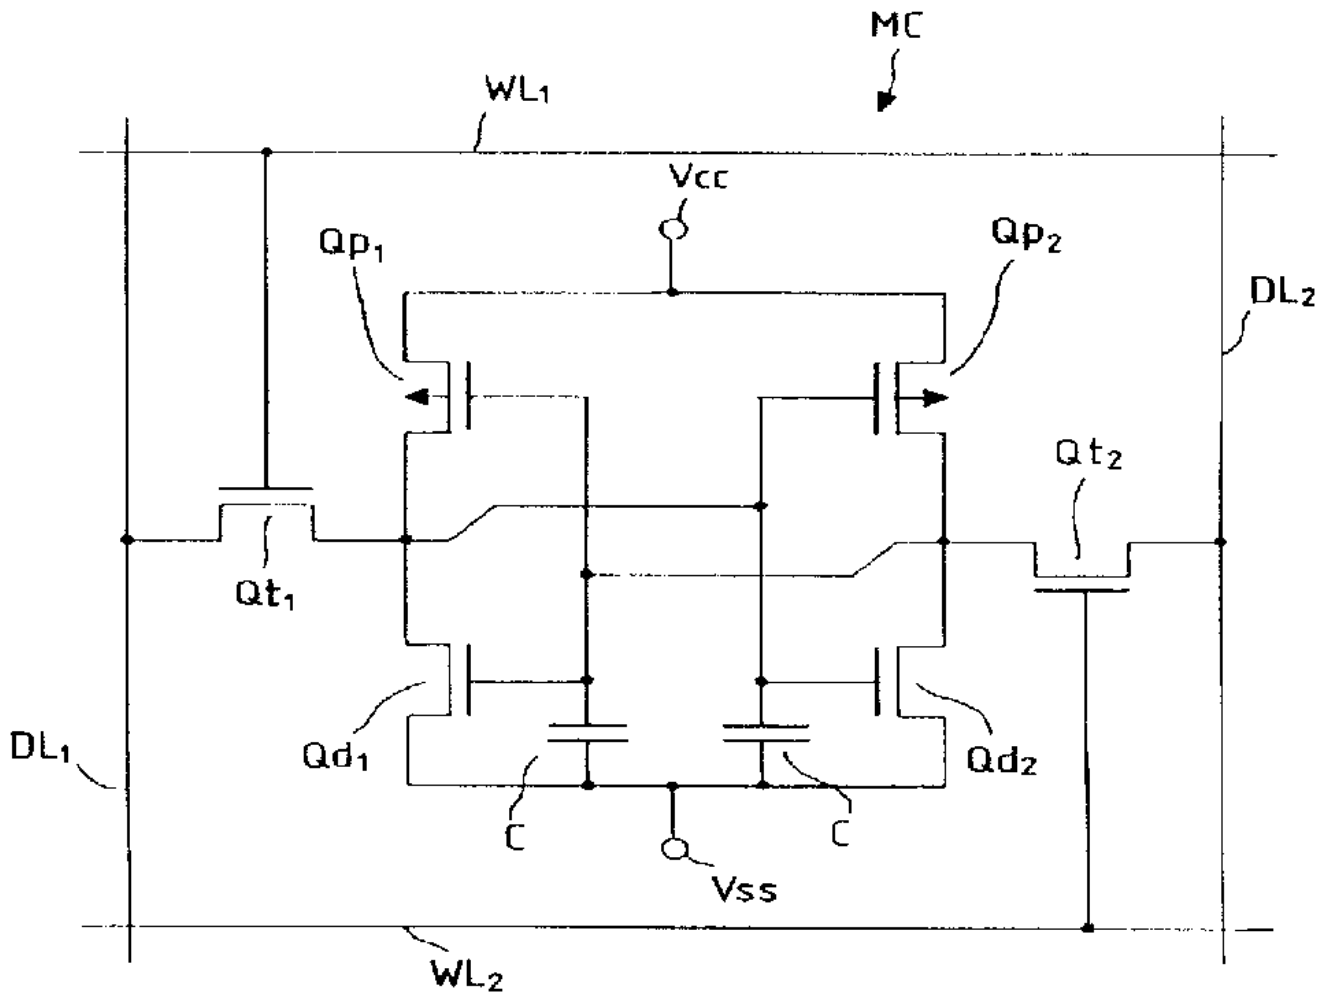 MC
WL₁
Vcc
Qp₁
Qp₂
DL₂
Qt₂
Qt₁
DL₁
Qd₁
Qd₂
C
C
Vss
WL₂